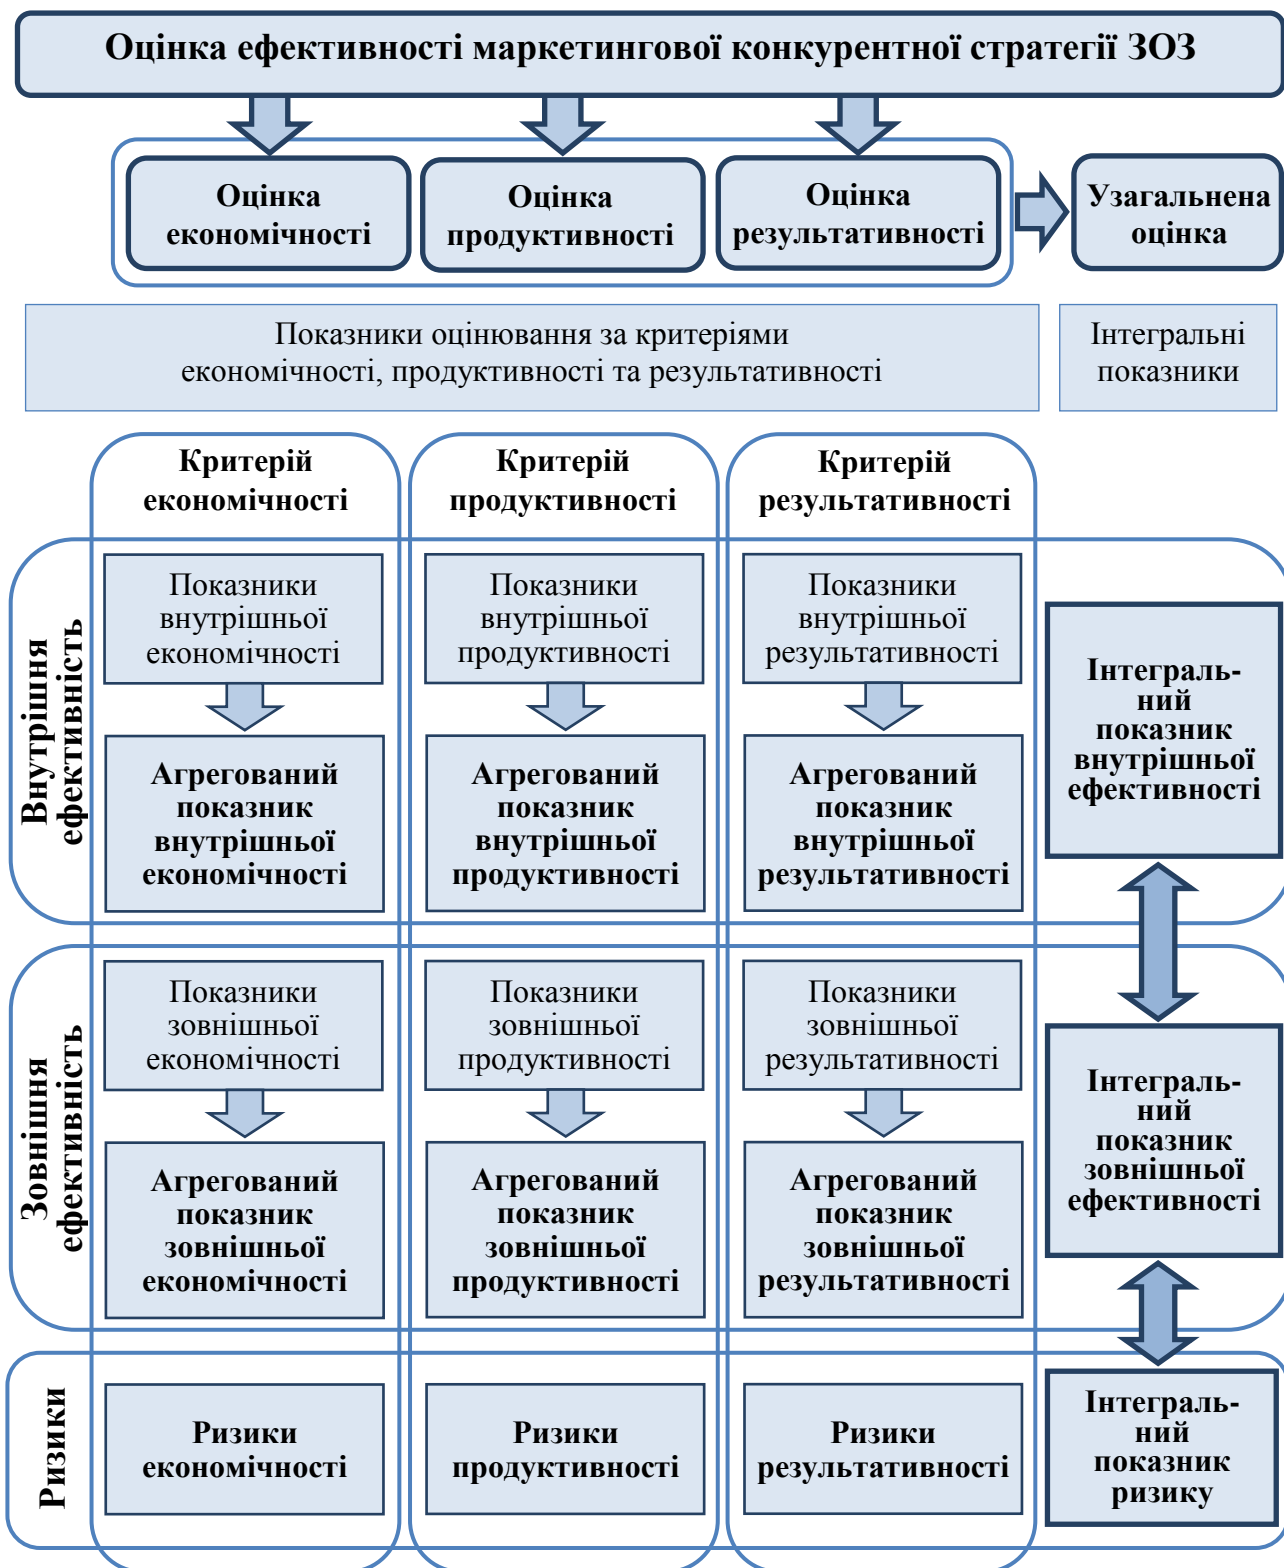 Оцінка ефективності маркетингової конкурентної стратегії ЗОЗ
Оцінка
економічності
Оцінка
продуктивності
Оцінка
результативності
Узагальнена
оцінка
Показники оцінювання за критеріями
економічності, продуктивності та результативності
Інтегральні
показники
Критерій
економічності
Критерій
продуктивності
Критерій
результативності
Внутрішня
ефективність
Показники
внутрішньої
економічності
Показники
внутрішньої
продуктивності
Показники
внутрішньої
результативності
Агрегований
показник
внутрішньої
економічності
Агрегований
показник
внутрішньої
продуктивності
Агрегований
показник
внутрішньої
результативності
Інтеграль-
ний
показник
внутрішньої
ефективності
Зовнішня
ефективність
Показники
зовнішньої
економічності
Показники
зовнішньої
продуктивності
Показники
зовнішньої
результативності
Агрегований
показник
зовнішньої
економічності
Агрегований
показник
зовнішньої
продуктивності
Агрегований
показник
зовнішньої
результативності
Інтеграль-
ний
показник
зовнішньої
ефективності
Ризики
Ризики
економічності
Ризики
продуктивності
Ризики
результативності
Інтеграль-
ний
показник
ризику